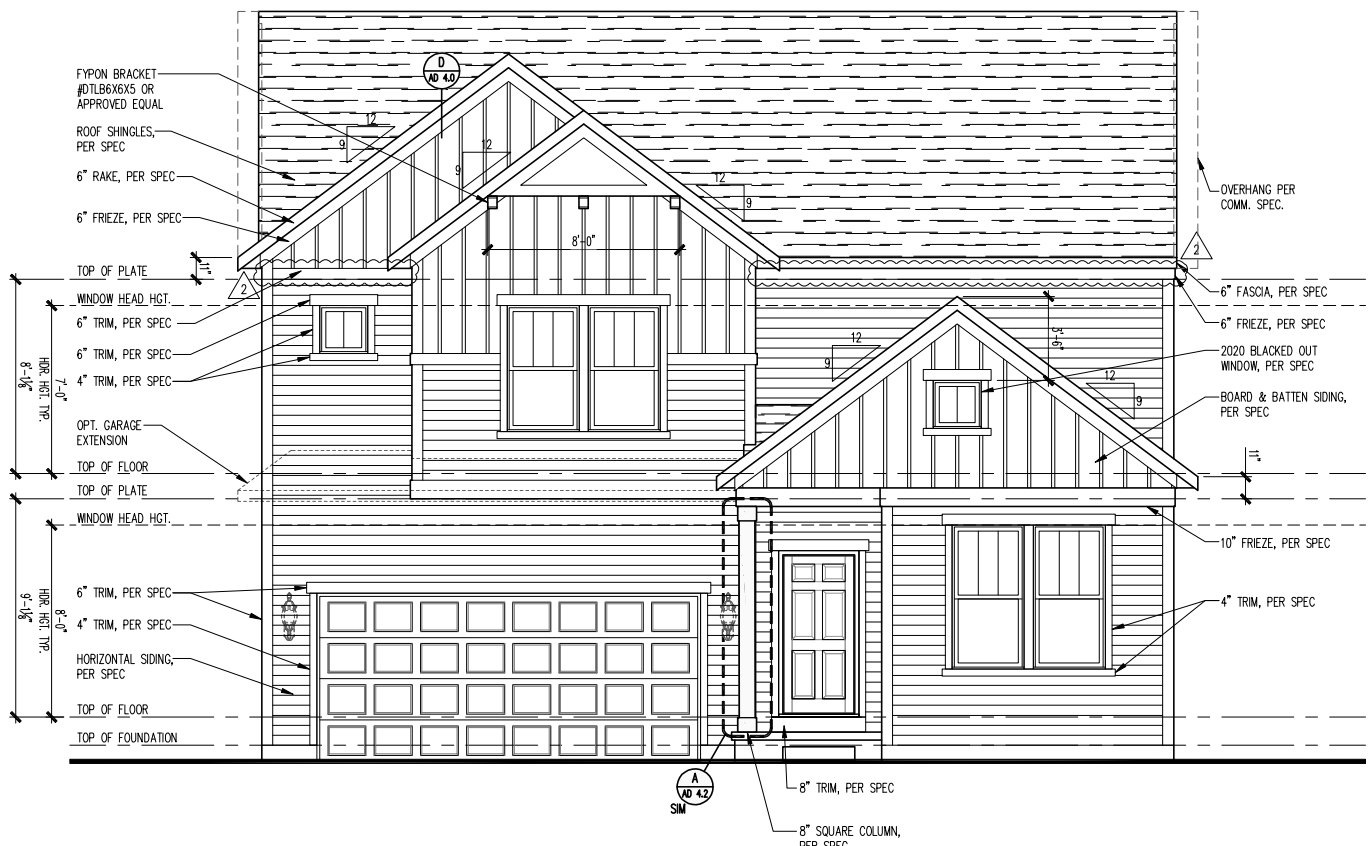 FYPON BRACKET
#DTLB6X6X5 OR
APPROVED EQUAL
ROOF SHINGLES,
PER SPEC
6" RAKE, PER SPEC
6" FRIEZE, PER SPEC
11"
TOP OF PLATE
2
WINDOW HEAD HGT.
6" TRIM, PER SPEC
6" TRIM, PER SPEC
4" TRIM, PER SPEC
8'-1⅛"
7'-0"
HDR. HGT. TYP.
OPT. GARAGE
EXTENSION
TOP OF FLOOR
TOP OF PLATE
WINDOW HEAD HGT.
6" TRIM, PER SPEC
4" TRIM, PER SPEC
9'-1⅛"
8'-0"
HDR. HGT. TYP.
HORIZONTAL SIDING,
PER SPEC
TOP OF FLOOR
TOP OF FOUNDATION
D
AD 4.0
12
9
12
9
12
9
8'-0"
12
9
12
9
3'-6"
OVERHANG PER
COMM. SPEC.
2
6" FASCIA, PER SPEC
6" FRIEZE, PER SPEC
2020 BLACKED OUT
WINDOW, PER SPEC
BOARD & BATTEN SIDING,
PER SPEC
11"
10" FRIEZE, PER SPEC
4" TRIM, PER SPEC
A
AD 4.2
SIM
8" TRIM, PER SPEC
8" SQUARE COLUMN,
PER SPEC